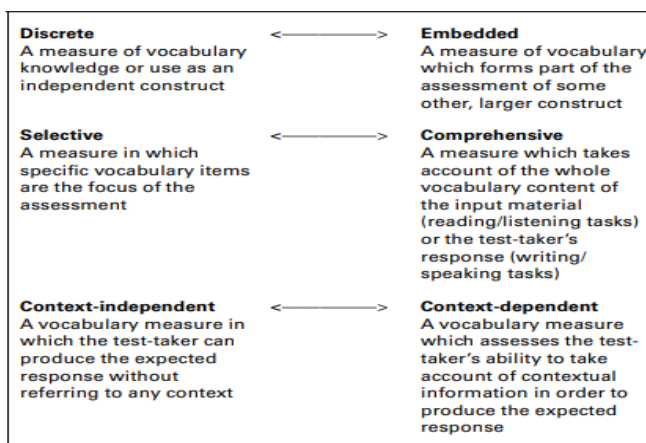 Discrete <————————> Embedded
A measure of vocabulary A measure of vocabulary
knowledge or use as an which forms part of the
independent construct assessment of some
other, larger construct
Selective <————————> Comprehensive
A measure in which A measure which takes
specific vocabulary items account of the whole
are the focus of the vocabulary content of
assessment the input material
(reading/listening tasks)
or the test-taker's
response (writing/
speaking tasks)
Context-independent <————————> Context-dependent
A vocabulary measure in A vocabulary measure
which the test-taker can which assesses the test-
produce the expected taker's ability to take
response without account of contextual
referring to any context information in order to
produce the expected
response